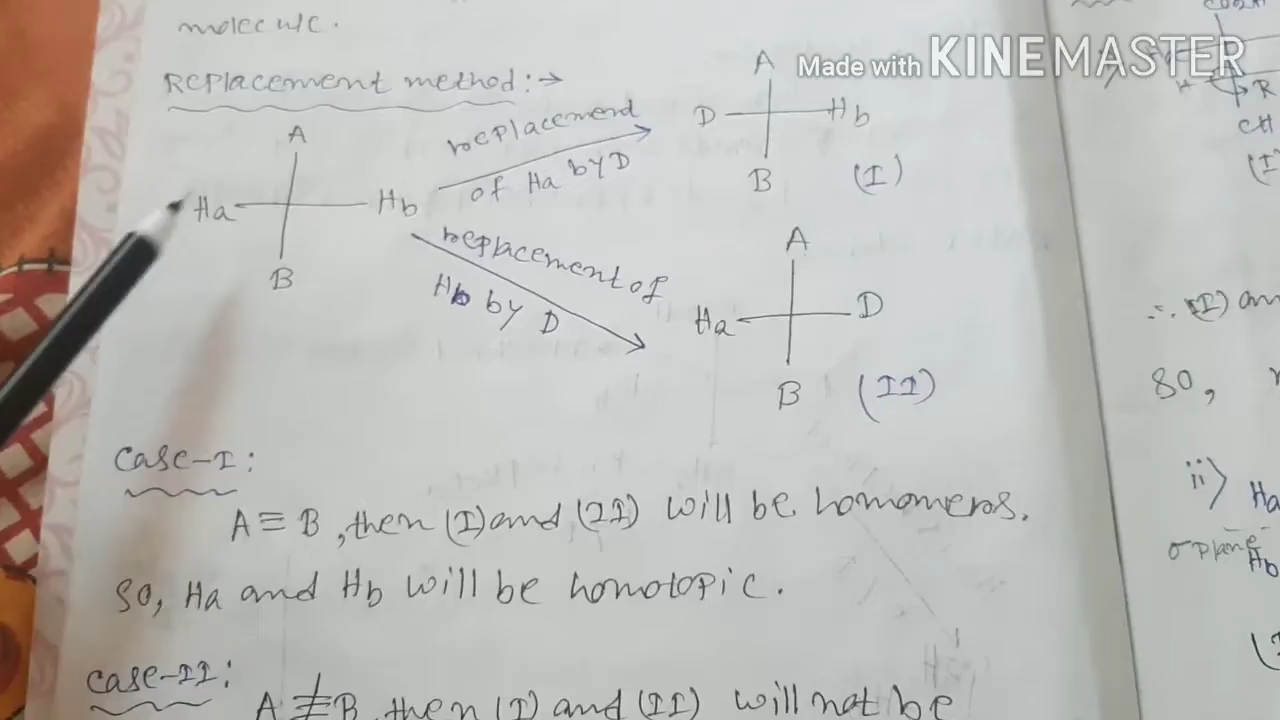 molecule.
Made with KINEMASTER
Replacement method:→
A
Ha
Hb
B
replacement
of Ha by D
A
D
Hb
B
(I)
replacement of
Hb by D
A
Ha
D
B
(II)
Case-I:
A ≡ B, then (I) and (II) will be homomers.
So, Ha and Hb will be homotopic.
Case-II:
A ≢ B, then (I) and (II) will not be
H
R
CH
∴ (I) an
So,
ii)
Ha
σ plane
Hb